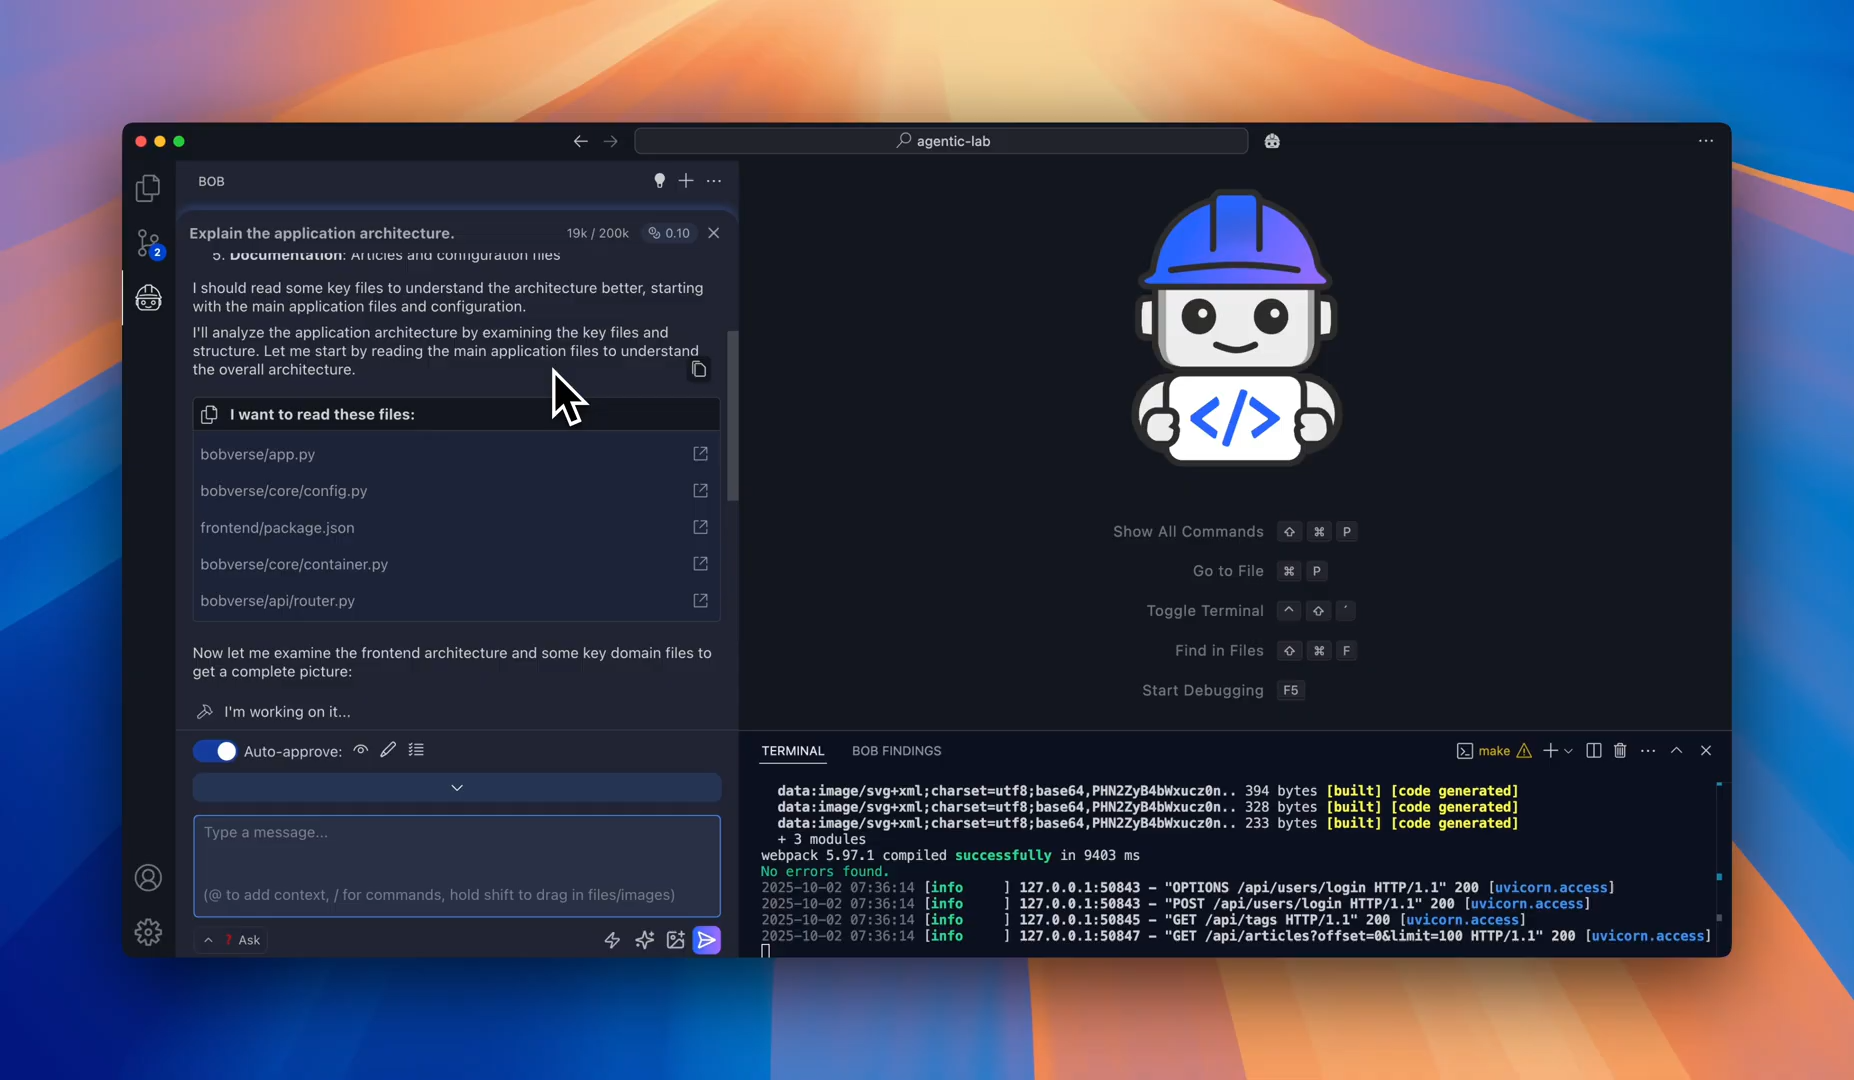 agentic-lab
2
BOB
Explain the application architecture.
19k / 200k
0.10
5. Documentation: Articles and configuration files
I should read some key files to understand the architecture better, starting
with the main application files and configuration.
I'll analyze the application architecture by examining the key files and
structure. Let me start by reading the main application files to understand
the overall architecture.
I want to read these files:
bobverse/app.py
bobverse/core/config.py
frontend/package.json
bobverse/core/container.py
bobverse/api/router.py
Now let me examine the frontend architecture and some key domain files to
get a complete picture:
I'm working on it...
Auto-approve:
Type a message...
(@ to add context, / for commands, hold shift to drag in files/images)
? Ask
</>
Show All Commands ⇧ ⌘ P
Go to File ⌘ P
Toggle Terminal ^ ⇧ ´
Find in Files ⇧ ⌘ F
Start Debugging F5
TERMINAL
BOB FINDINGS
make
data:image/svg+xml;charset=utf8;base64,PHN2ZyB4bWxucz0n.. 394 bytes [built] [code generated]
data:image/svg+xml;charset=utf8;base64,PHN2ZyB4bWxucz0n.. 328 bytes [built] [code generated]
data:image/svg+xml;charset=utf8;base64,PHN2ZyB4bWxucz0n.. 233 bytes [built] [code generated]
+ 3 modules
webpack 5.97.1 compiled successfully in 9403 ms
No errors found.
2025-10-02 07:36:14 [info     ] 127.0.0.1:50843 - "OPTIONS /api/users/login HTTP/1.1" 200 [uvicorn.access]
2025-10-02 07:36:14 [info     ] 127.0.0.1:50843 - "POST /api/users/login HTTP/1.1" 200 [uvicorn.access]
2025-10-02 07:36:14 [info     ] 127.0.0.1:50845 - "GET /api/tags HTTP/1.1" 200 [uvicorn.access]
2025-10-02 07:36:14 [info     ] 127.0.0.1:50847 - "GET /api/articles?offset=0&limit=100 HTTP/1.1" 200 [uvicorn.access]